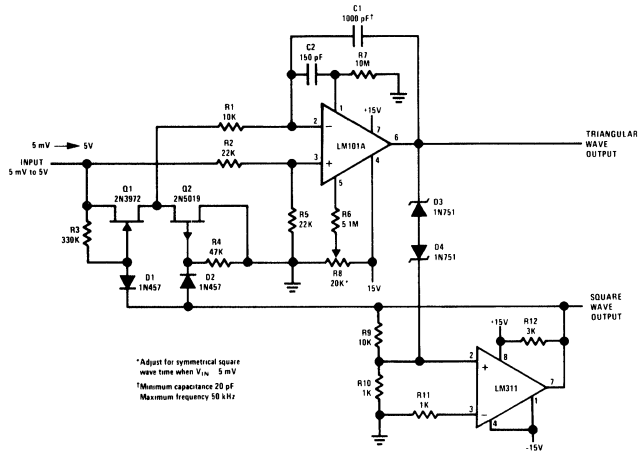 C1
1000 pF†
C2
150 pF
R7
10M
R1
10K
+15V
1
2
7
−
LM101A
6
TRIANGULAR
WAVE
OUTPUT
5 mV → 5V
R2
22K
INPUT
5 mV to 5V
3
+
4
5
Q1
2N3972
Q2
2N5019
R3
330K
R4
47K
R5
22K
R6
5.1M
R8
20K*
15V
D3
1N751
D4
1N751
D1
1N457
D2
1N457
SQUARE
WAVE
OUTPUT
R9
10K
+15V
R12
3K
2
+
8
LM311
7
R10
1K
R11
1K
3
−
4
1
-15V
*Adjust for symmetrical square
wave time when VIN 5 mV
†Minimum capacitance 20 pF
Maximum frequency 50 kHz